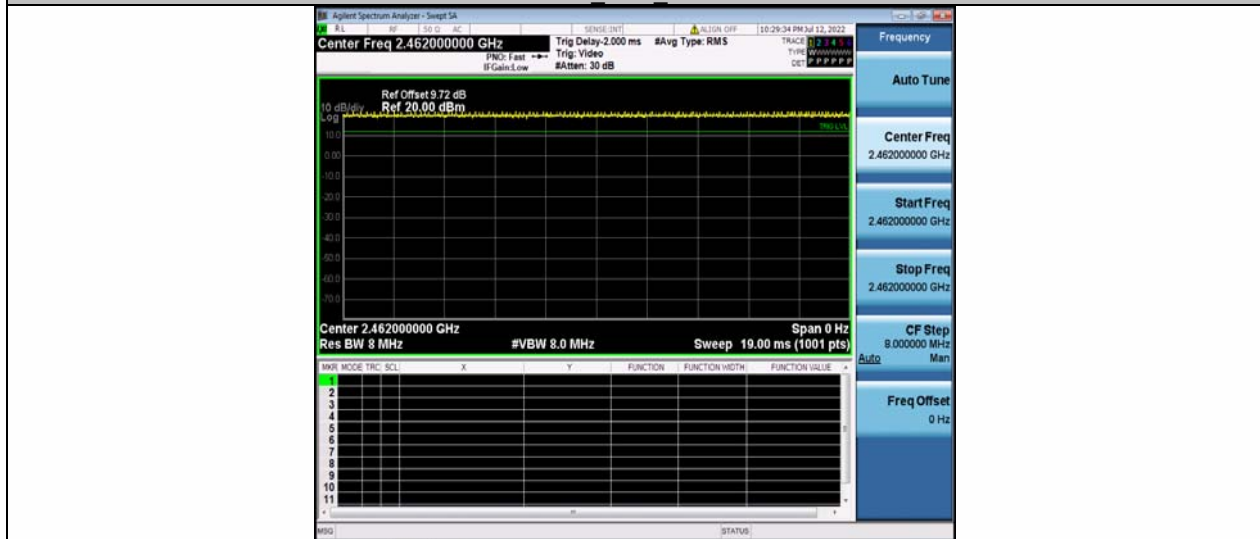 Agilent Spectrum Analyzer - Swept SA
RL RF 50 Ω AC SENSE:INT ALIGN OFF 10:29:34 PM Jul 12, 2022
Center Freq 2.462000000 GHz
PNO: Fast
IFGain:Low
Trig Delay-2.000 ms
Trig: Video
#Atten: 30 dB
#Avg Type: RMS
TRACE 1 2 3 4 5 6
TYPE WWWWWW
DET P P P P P P
Ref Offset 9.72 dB
10 dB/div Ref 20.00 dBm
Log
TRIG LVL
10.0
0.00
-10.0
-20.0
-30.0
-40.0
-50.0
-60.0
-70.0
Center 2.462000000 GHz Span 0 Hz
Res BW 8 MHz #VBW 8.0 MHz Sweep 19.00 ms (1001 pts)
MKR MODE TRC SCL X Y FUNCTION FUNCTION WIDTH FUNCTION VALUE
1
2
3
4
5
6
7
8
9
10
11
MSG STATUS
Frequency
Auto Tune
Center Freq
2.462000000 GHz
Start Freq
2.462000000 GHz
Stop Freq
2.462000000 GHz
CF Step
8.000000 MHz
Auto Man
Freq Offset
0 Hz